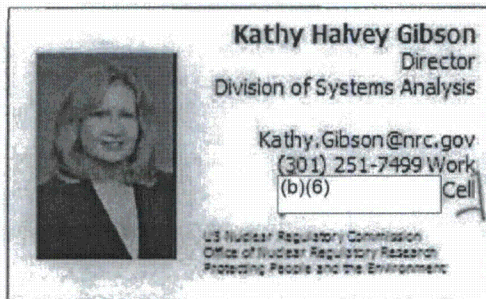 Kathy Halvey Gibson
Director
Division of Systems Analysis
Kathy.Gibson@nrc.gov
(301) 251-7499 Work
(b)(6) Cell
US Nuclear Regulatory Commission
Office of Nuclear Regulatory Research
Protecting People and the Environment